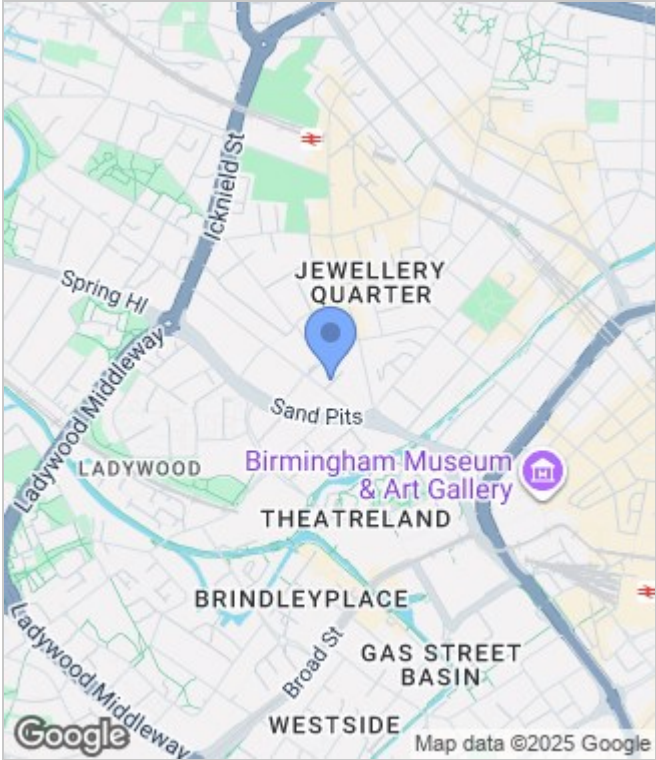 Icknield St
Spring Hl
JEWELLERY
QUARTER
Ladywood Middleway
Sand Pits
LADYWOOD
Birmingham Museum
& Art Gallery
THEATRELAND
BRINDLEYPLACE
Broad St
GAS STREET
BASIN
Ladywood Middleway
WESTSIDE
Google
Map data ©2025 Google